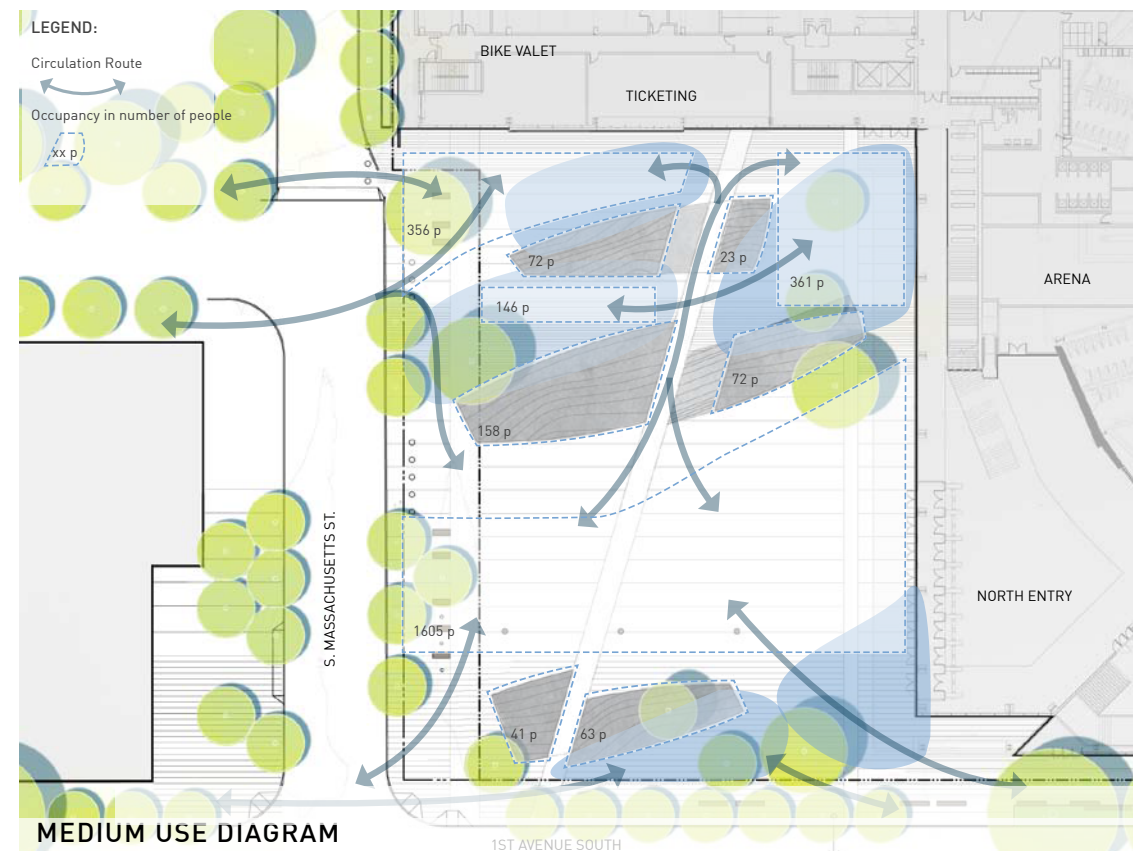 LEGEND:
Circulation Route
Occupancy in number of people
xx p
BIKE VALET
TICKETING
356 p
72 p
23 p
361 p
ARENA
146 p
72 p
158 p
S. MASSACHUSETTS ST.
NORTH ENTRY
1605 p
41 p
63 p
MEDIUM USE DIAGRAM
1ST AVENUE SOUTH